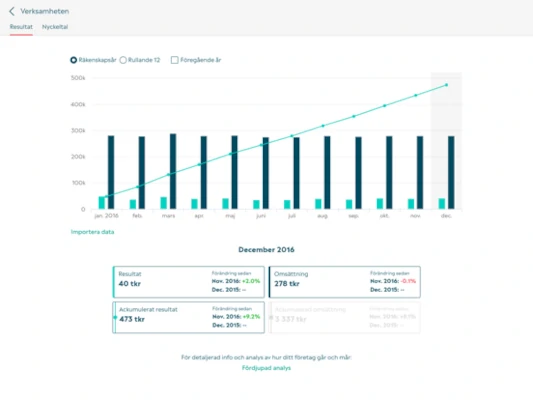 Verksamheten
Resultat Nyckeltal
Räkenskapsår Rullande 12 Föregående år
500k
400k
300k
200k
100k
0
jan. 2016 feb. mars apr. maj juni juli aug sep. okt. nov. dec.
Importera data
December 2016
Resultat
40 tkr
Förändring sedan
Nov. 2016: +2.0%
Dec. 2015: --
Omsättning
278 tkr
Förändring sedan
Nov. 2016: -0.1%
Dec. 2015: --
Ackumulerat resultat
473 tkr
Förändring sedan
Nov. 2016: +9.2%
Dec. 2015: --
Ackumulerad omsättning
3 337 tkr
Förändring sedan
Nov. 2016: +9.1%
Dec. 2015: --
För detaljerad info och analys av hur ditt företag går och mår:
Fördjupad analys